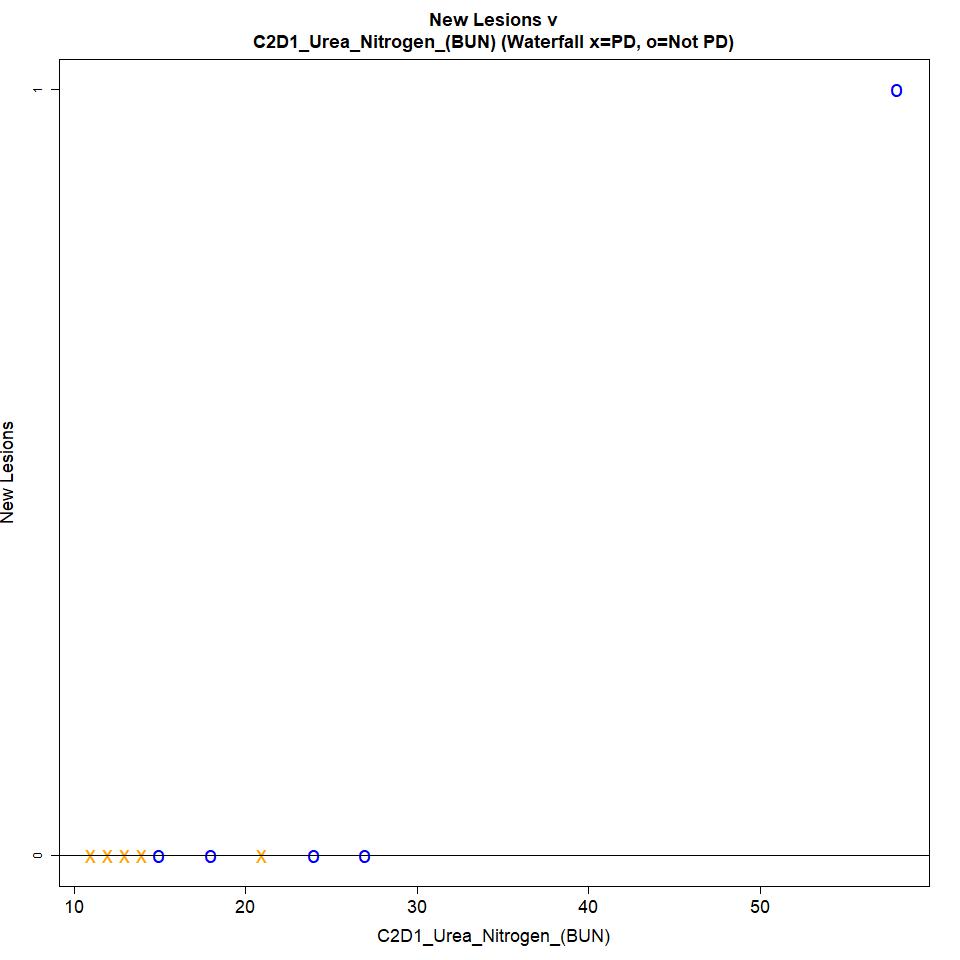 New Lesions v
C2D1_Urea_Nitrogen_(BUN) (Waterfall x=PD, o=Not PD)
1
o
New Lesions
0
x x x x o o x o o
10 20 30 40 50
C2D1_Urea_Nitrogen_(BUN)